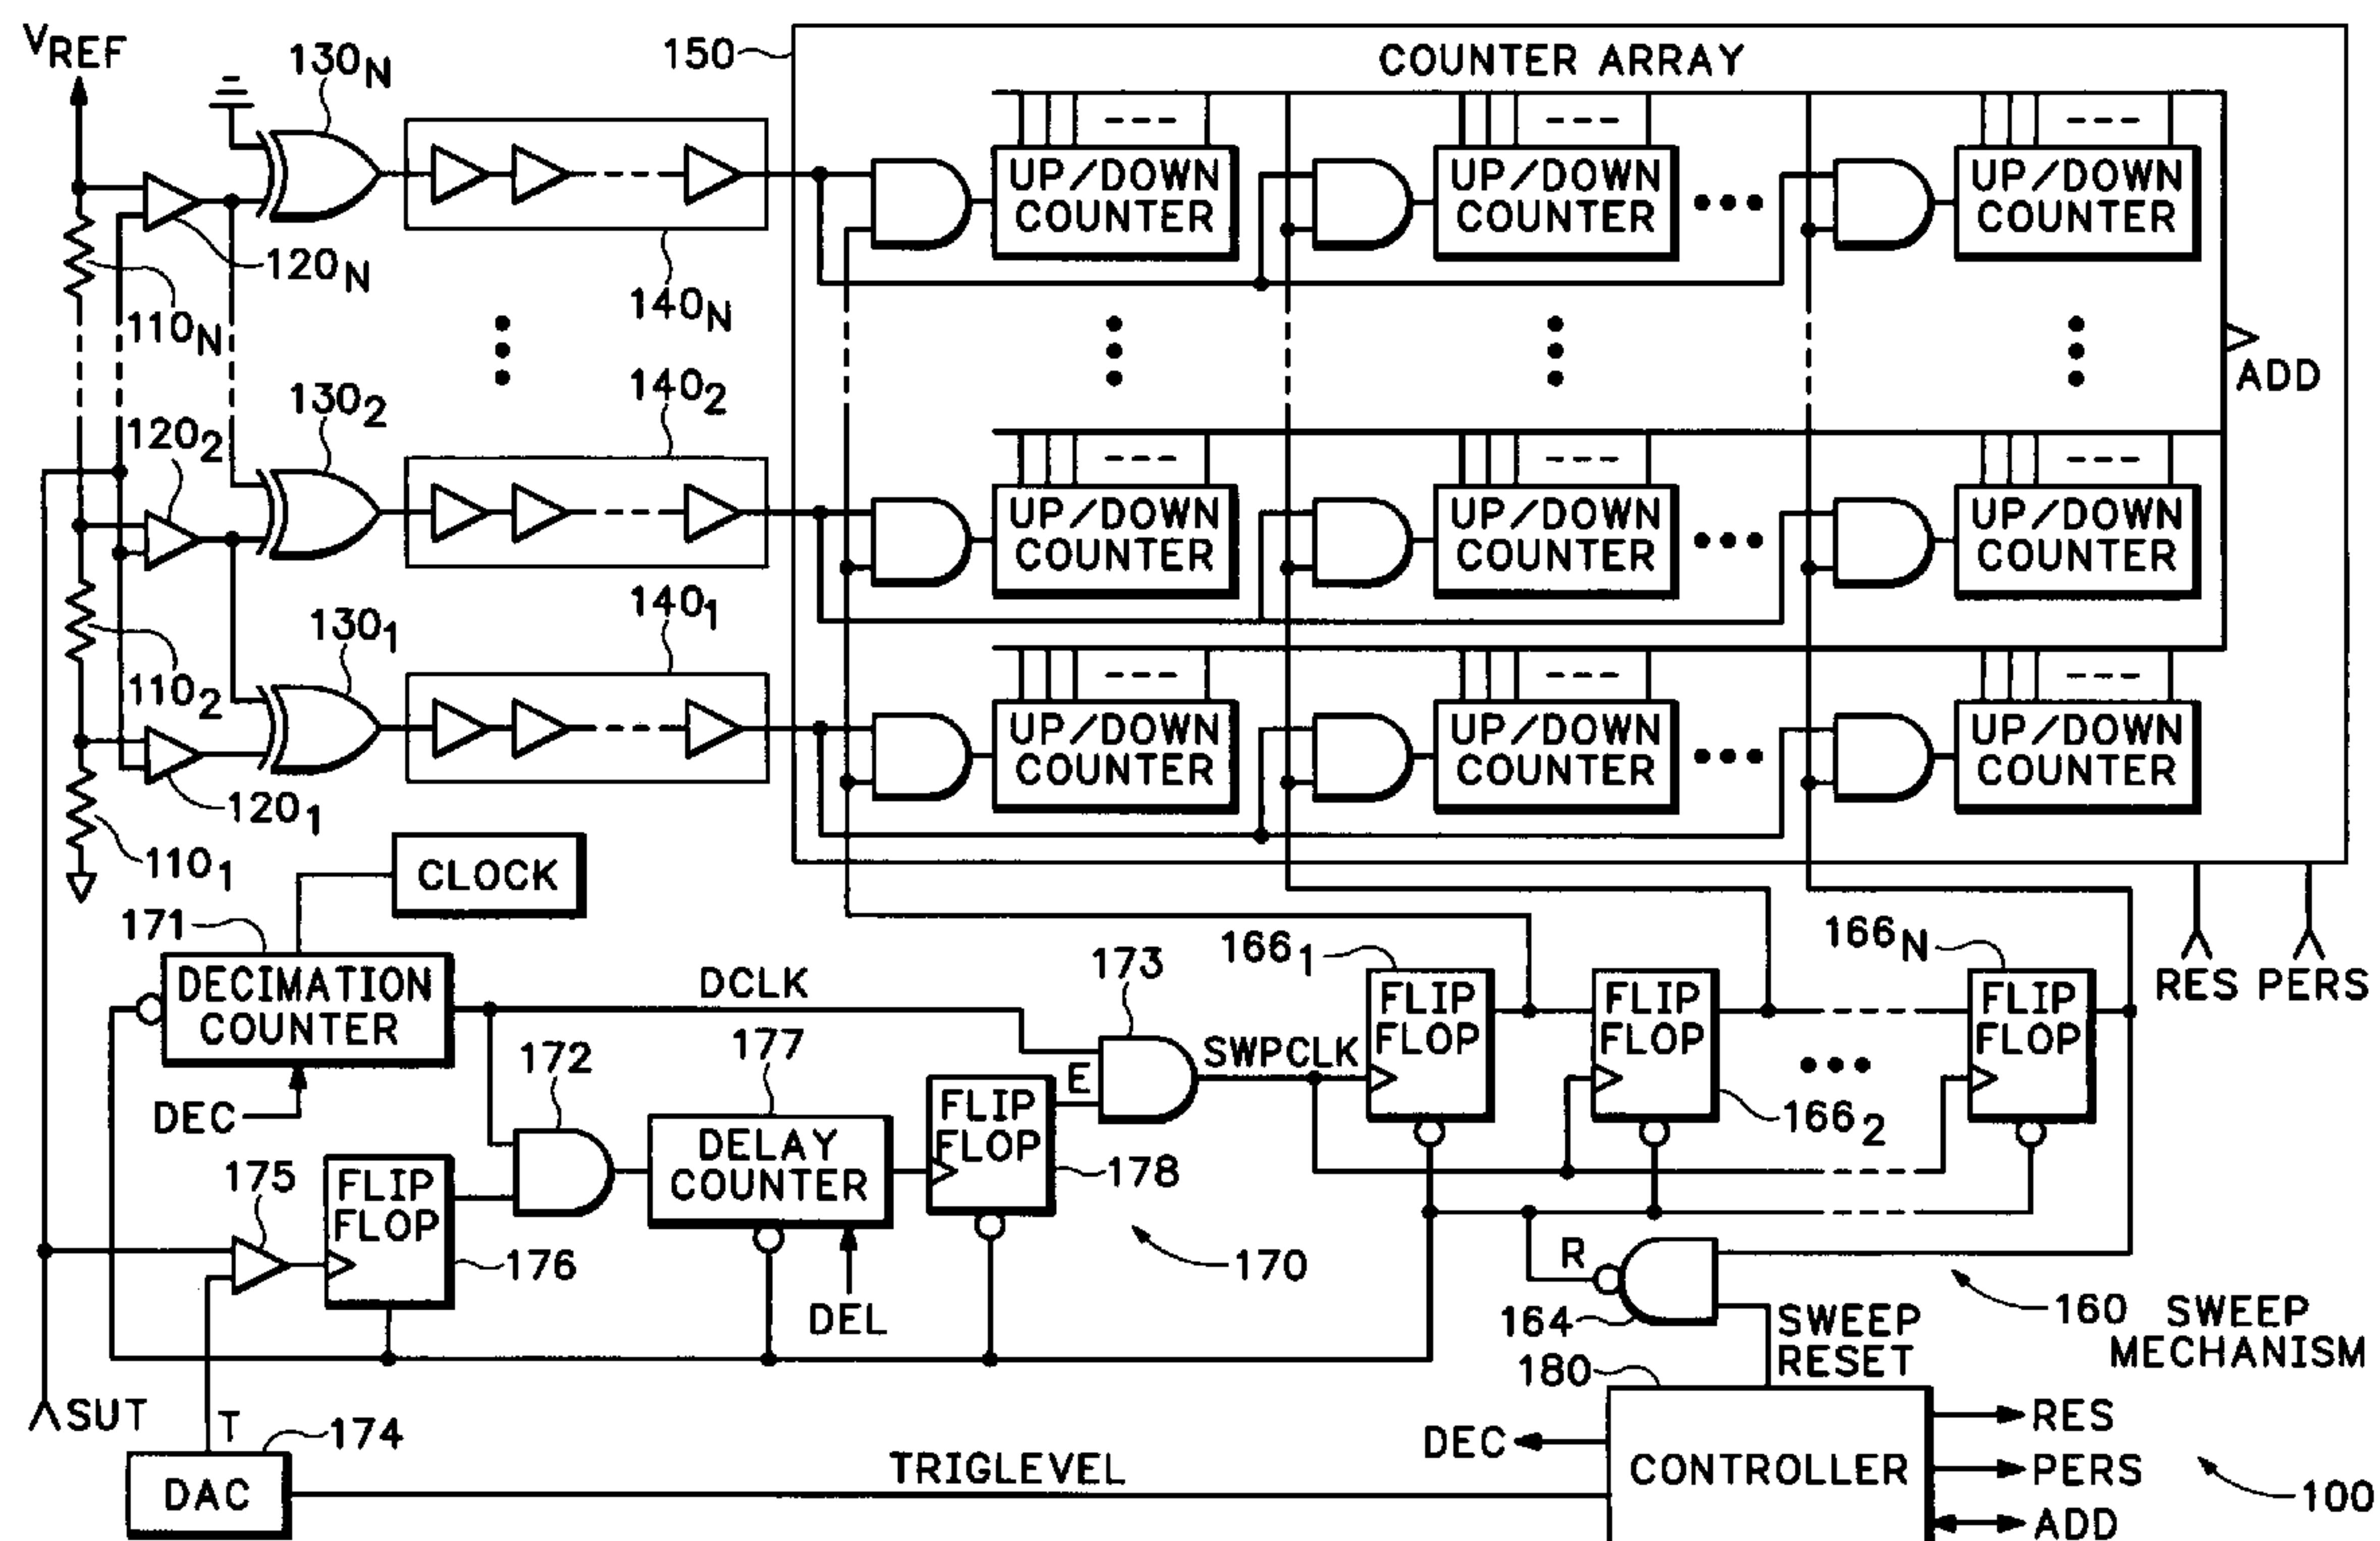 VREF
130N
150
COUNTER ARRAY
UP/DOWN COUNTER
UP/DOWN COUNTER
UP/DOWN COUNTER
120N
110N
140N
ADD
1302
1402
1202
UP/DOWN COUNTER
UP/DOWN COUNTER
UP/DOWN COUNTER
1301
1401
1102
UP/DOWN COUNTER
UP/DOWN COUNTER
UP/DOWN COUNTER
1201
1101
CLOCK
171
DECIMATION COUNTER
DCLK
173
1661
166N
RES PERS
FLIP FLOP
FLIP FLOP
FLIP FLOP
172
177
SWPCLK
E
DEC
FLIP FLOP
1662
175
FLIP FLOP
DELAY COUNTER
178
176
170
R
DEL
164
SWEEP RESET
160
SWEEP MECHANISM
180
SUT
T
174
DEC
RES
DAC
TRIGLEVEL
CONTROLLER
PERS
100
ADD